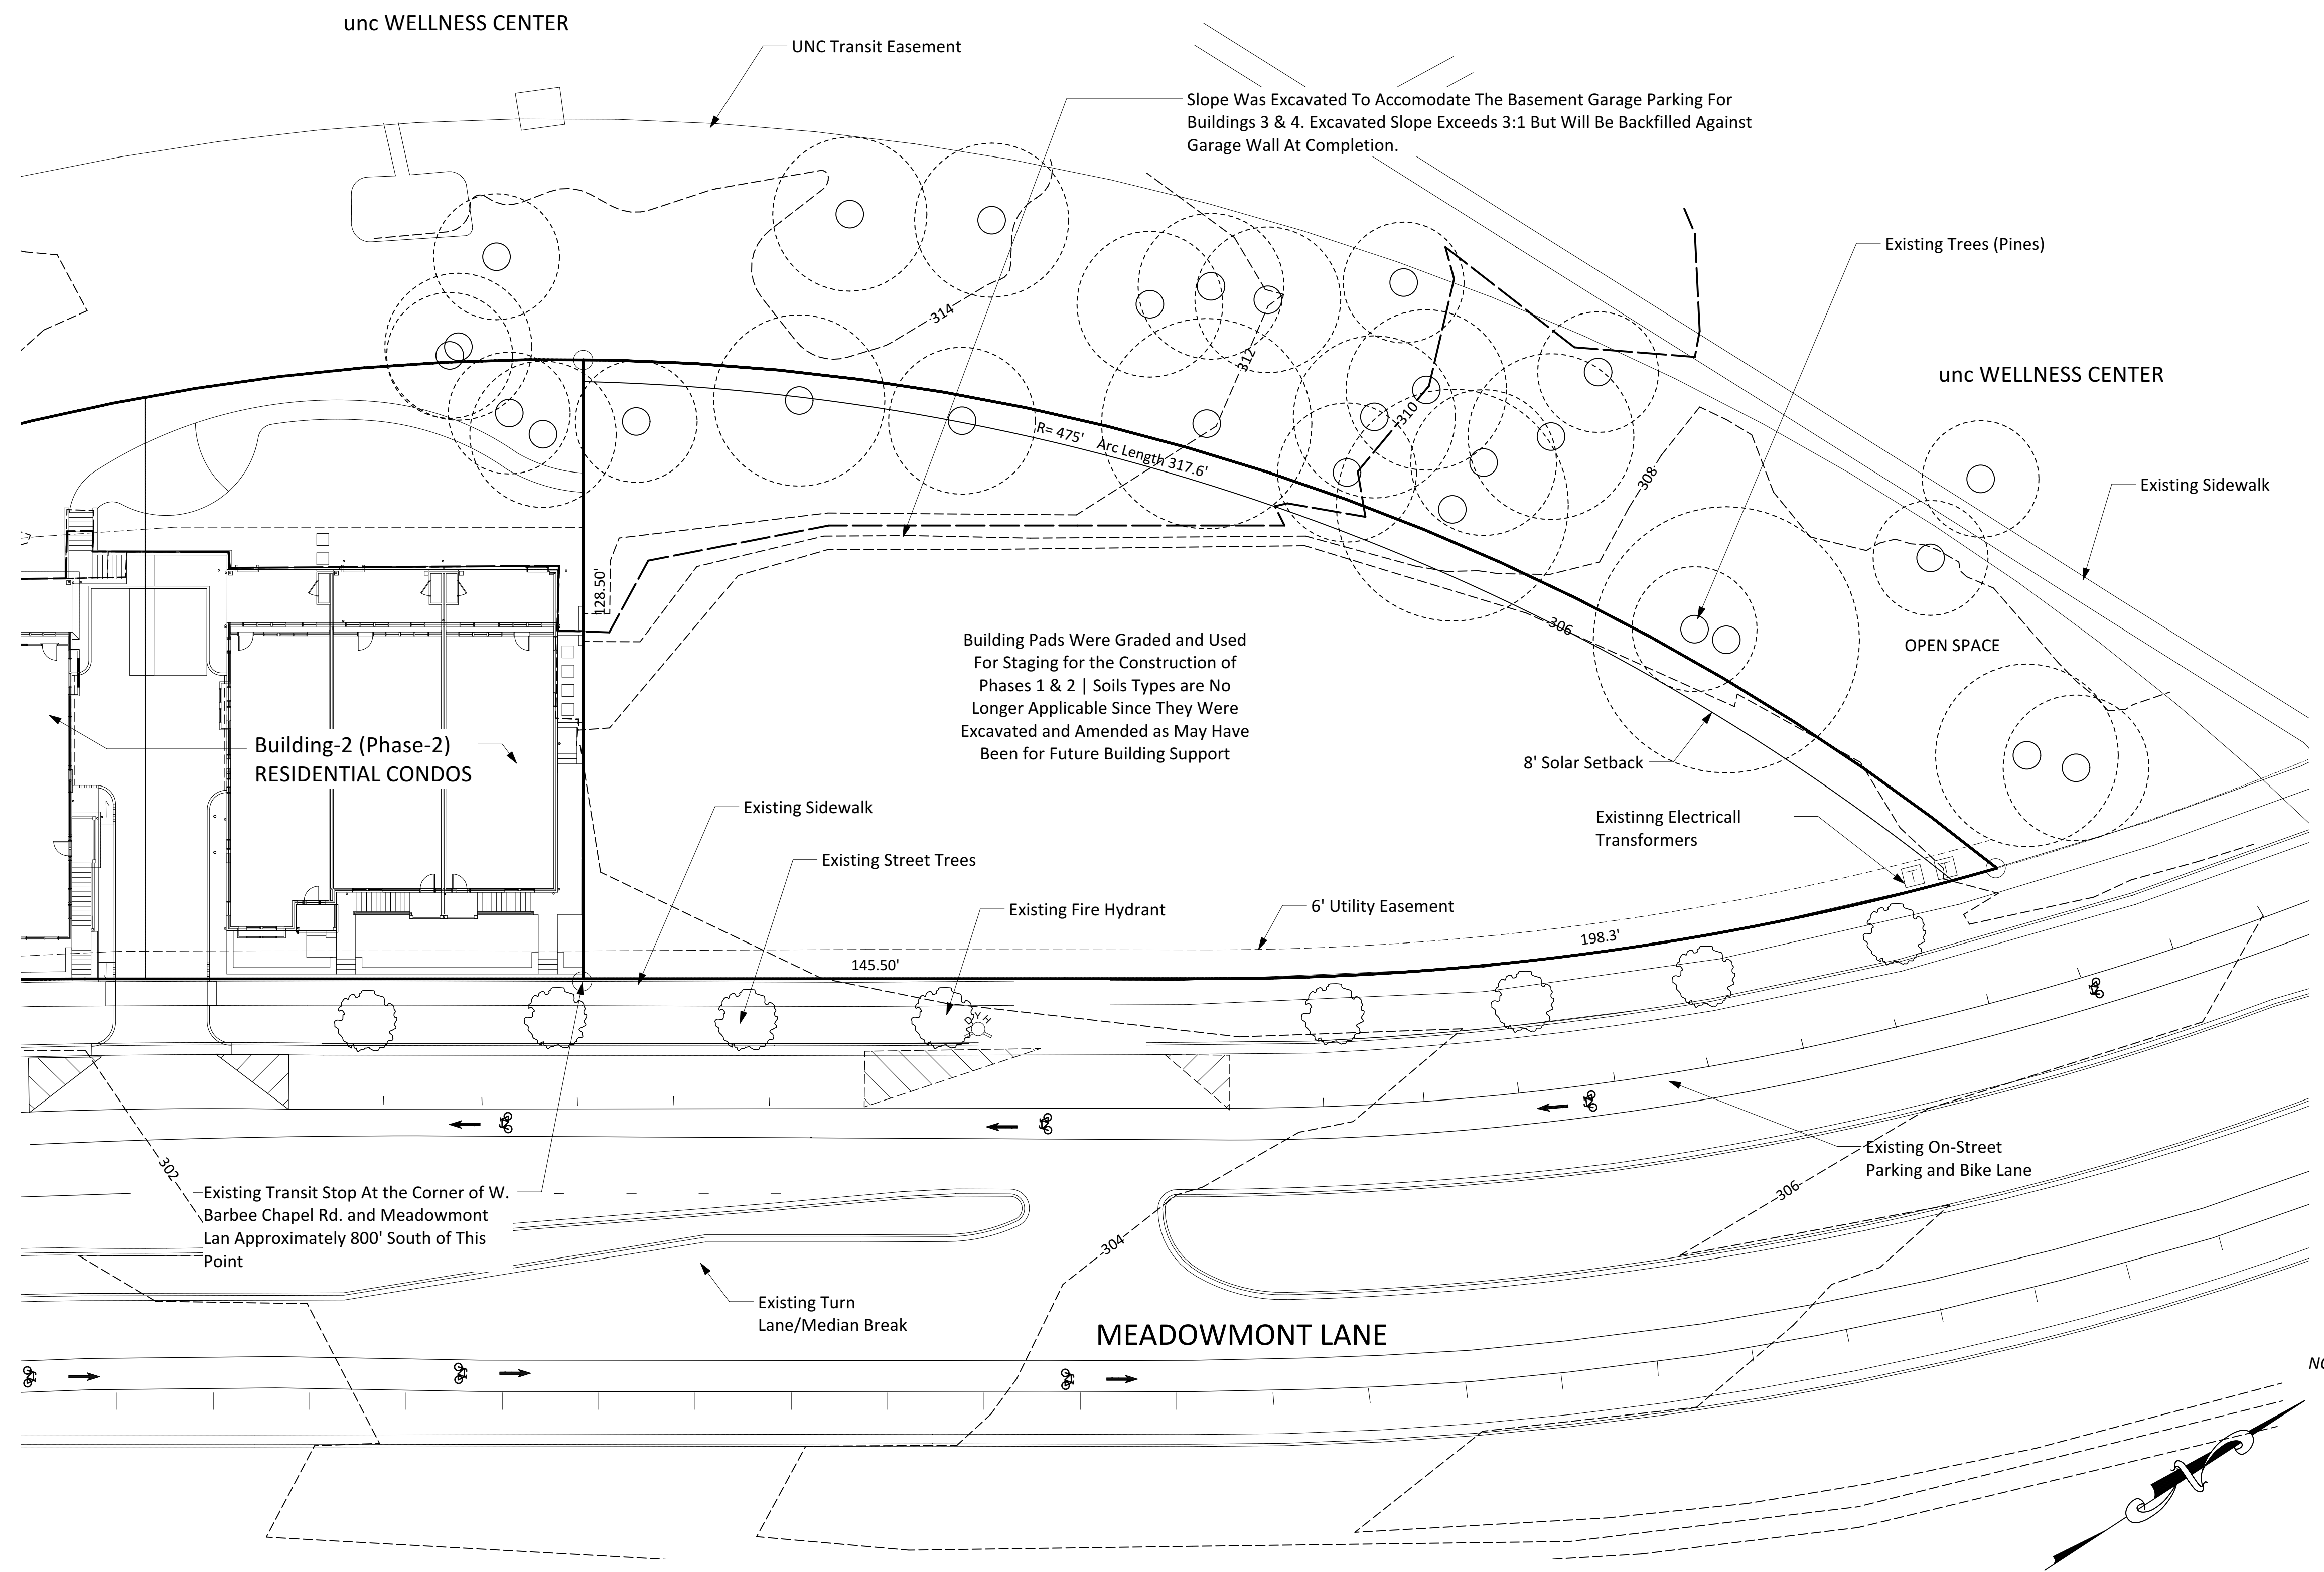 unc WELLNESS CENTER
UNC Transit Easement
Slope Was Excavated To Accomodate The Basement Garage Parking For
Buildings 3 & 4. Excavated Slope Exceeds 3:1 But Will Be Backfilled Against
Garage Wall At Completion.
Existing Trees (Pines)
314
312
unc WELLNESS CENTER
310
R= 475' Arc Length 317.6'
308
Existing Sidewalk
128.50'
306
Building Pads Were Graded and Used
For Staging for the Construction of
Phases 1 & 2 | Soils Types are No
Longer Applicable Since They Were
Excavated and Amended as May Have
Been for Future Building Support
OPEN SPACE
Building-2 (Phase-2)
RESIDENTIAL CONDOS
8' Solar Setback
Existing Sidewalk
Existinng Electricall
Transformers
Existing Street Trees
T
T
Existing Fire Hydrant
6' Utility Easement
198.3'
145.50'
HYD
302
Existing On-Street
Parking and Bike Lane
Existing Transit Stop At the Corner of W.
Barbee Chapel Rd. and Meadowmont
Lan Approximately 800' South of This
Point
306
304
Existing Turn
Lane/Median Break
MEADOWMONT LANE
N